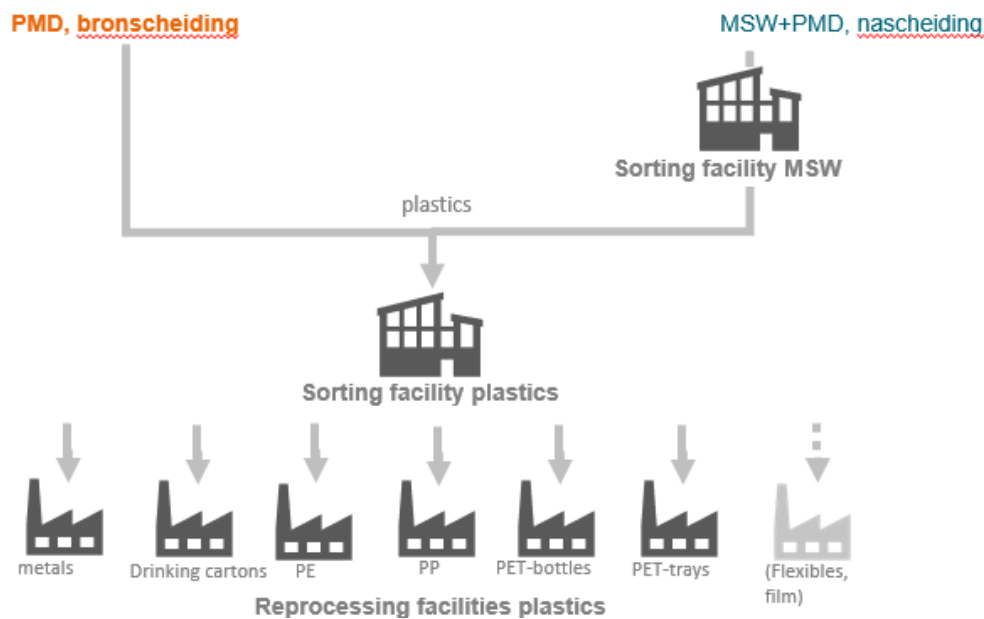 PMD, bronscheiding
MSW+PMD, nascheiding
Sorting facility MSW
plastics
Sorting facility plastics
metals
Drinking cartons
PE
PP
PET-bottles
PET-trays
(Flexibles,
film)
Reprocessing facilities plastics